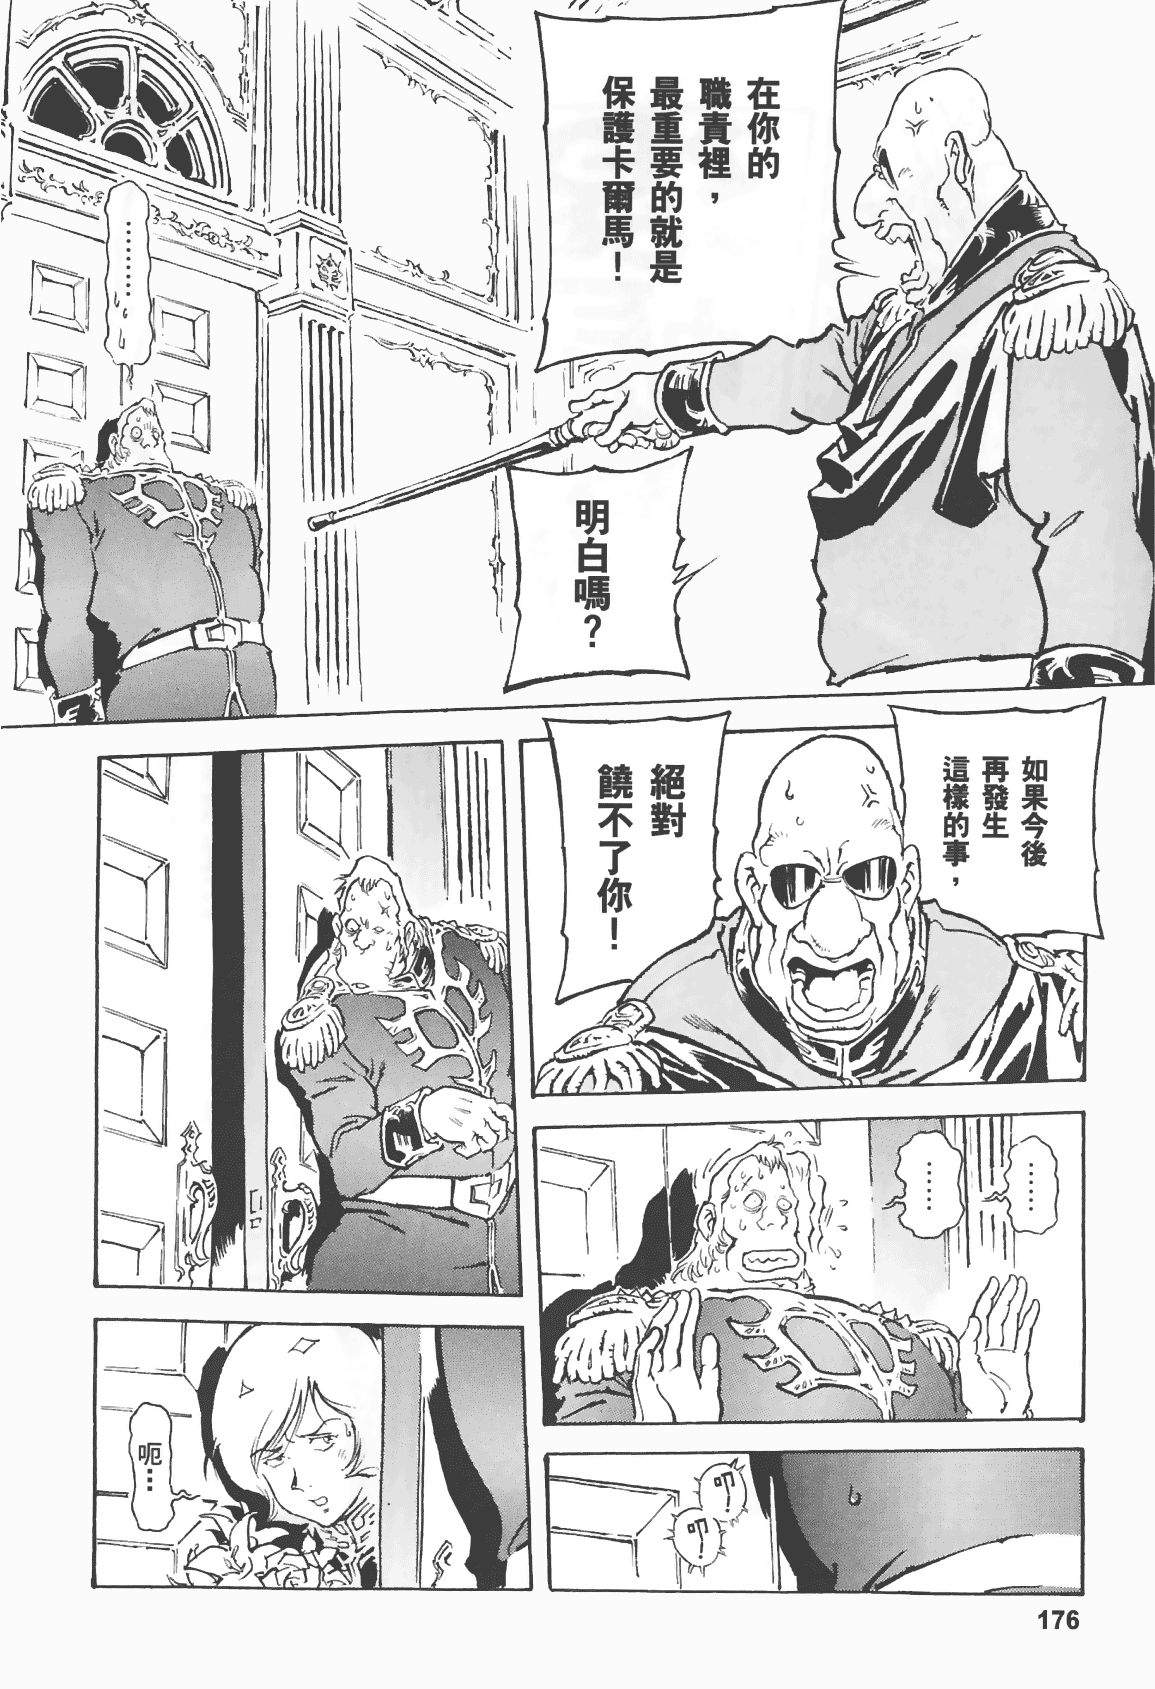 在你的
職責裡，
最重要的就是
保護卡爾馬！
………
明白嗎？
如果今後
再發生
這樣的事，
絕對
饒不了你！
……
……
叩！
叩！
呃…
176